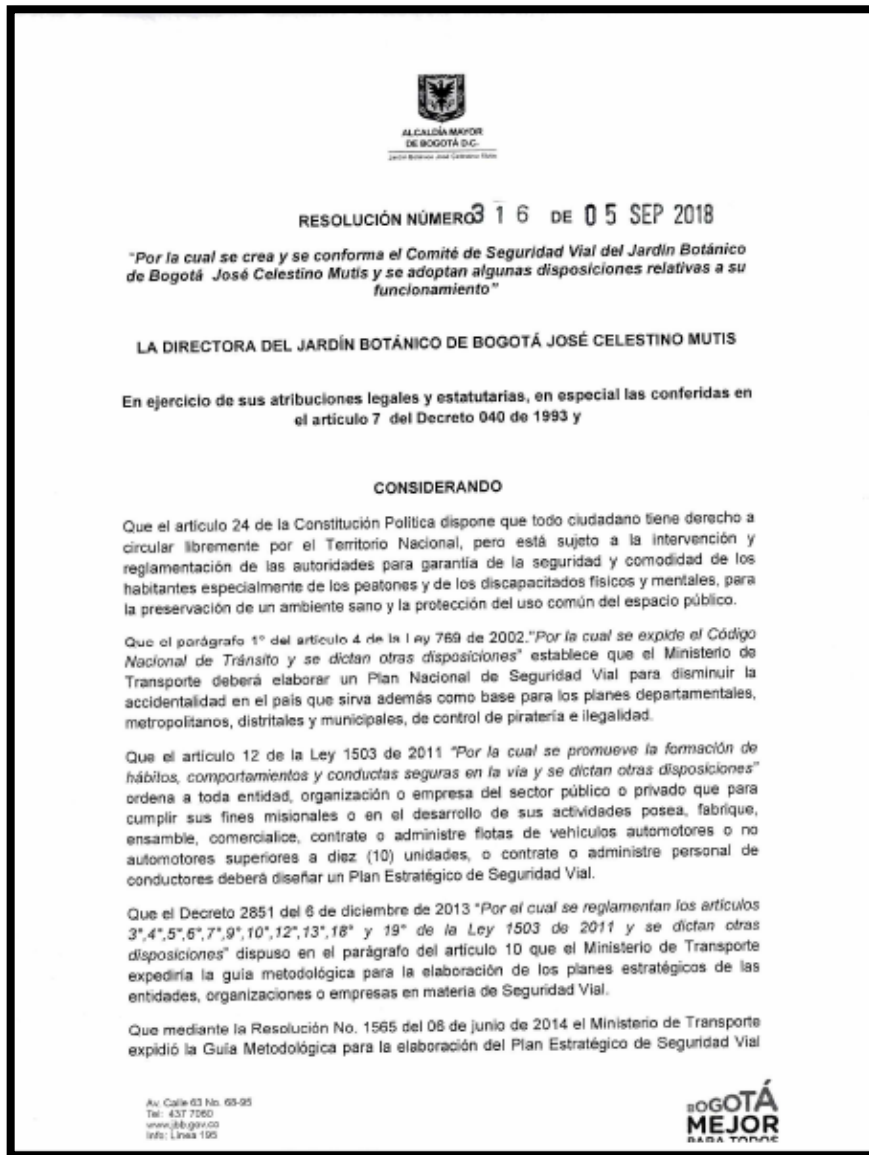 ALCALDÍA MAYOR
DE BOGOTÁ D.C.
Jardín Botánico José Celestino Mutis
RESOLUCIÓN NÚMERO 316 DE 05 SEP 2018
"Por la cual se crea y se conforma el Comité de Seguridad Vial del Jardín Botánico
de Bogotá José Celestino Mutis y se adoptan algunas disposiciones relativas a su
funcionamiento"
LA DIRECTORA DEL JARDÍN BOTÁNICO DE BOGOTÁ JOSÉ CELESTINO MUTIS
En ejercicio de sus atribuciones legales y estatutarias, en especial las conferidas en
el artículo 7 del Decreto 040 de 1993 y
CONSIDERANDO
Que el artículo 24 de la Constitución Política dispone que todo ciudadano tiene derecho a
circular libremente por el Territorio Nacional, pero está sujeto a la intervención y
reglamentación de las autoridades para garantía de la seguridad y comodidad de los
habitantes especialmente de los peatones y de los discapacitados físicos y mentales, para
la preservación de un ambiente sano y la protección del uso común del espacio público.
Que el parágrafo 1° del artículo 4 de la Ley 769 de 2002."Por la cual se expide el Código
Nacional de Tránsito y se dictan otras disposiciones" establece que el Ministerio de
Transporte deberá elaborar un Plan Nacional de Seguridad Vial para disminuir la
accidentalidad en el país que sirva además como base para los planes departamentales,
metropolitanos, distritales y municipales, de control de piratería e ilegalidad.
Que el artículo 12 de la Ley 1503 de 2011 "Por la cual se promueve la formación de
hábitos, comportamientos y conductas seguras en la vía y se dictan otras disposiciones"
ordena a toda entidad, organización o empresa del sector público o privado que para
cumplir sus fines misionales o en el desarrollo de sus actividades posea, fabrique,
ensamble, comercialice, contrate o administre flotas de vehículos automotores o no
automotores superiores a diez (10) unidades, o contrate o administre personal de
conductores deberá diseñar un Plan Estratégico de Seguridad Vial.
Que el Decreto 2851 del 6 de diciembre de 2013 "Por el cual se reglamentan los artículos
3°,4°,5°,6°,7°,9°,10°,12°,13°,18° y 19° de la Ley 1503 de 2011 y se dictan otras
disposiciones" dispuso en el parágrafo del artículo 10 que el Ministerio de Transporte
expediría la guía metodológica para la elaboración de los planes estratégicos de las
entidades, organizaciones o empresas en materia de Seguridad Vial.
Que mediante la Resolución No. 1565 del 06 de junio de 2014 el Ministerio de Transporte
expidió la Guía Metodológica para la elaboración del Plan Estratégico de Seguridad Vial
Av. Calle 63 No. 68-95
Tel: 437 7060
www.jbb.gov.co
Info: Línea 195
BOGOTÁ
MEJOR
PARA TODOS